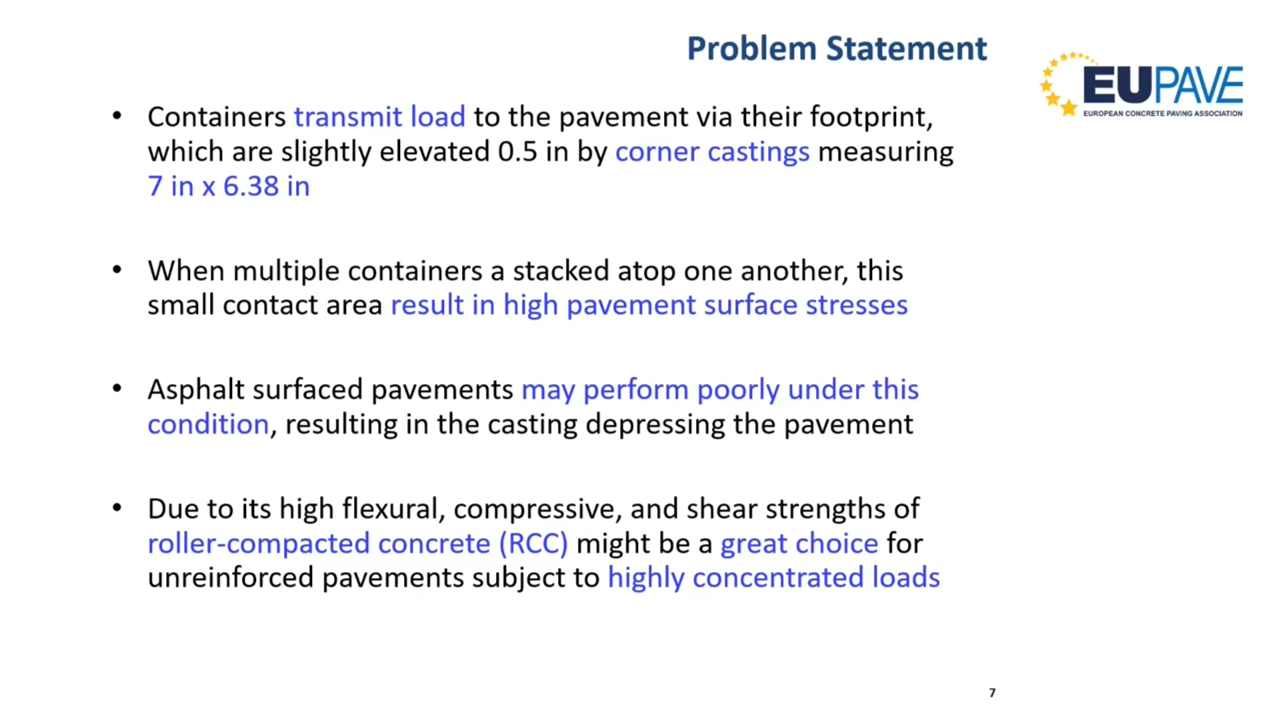 Problem Statement
EUPAVE
EUROPEAN CONCRETE PAVING ASSOCIATION
• Containers transmit load to the pavement via their footprint,
which are slightly elevated 0.5 in by corner castings measuring
7 in x 6.38 in
• When multiple containers a stacked atop one another, this
small contact area result in high pavement surface stresses
• Asphalt surfaced pavements may perform poorly under this
condition, resulting in the casting depressing the pavement
• Due to its high flexural, compressive, and shear strengths of
roller-compacted concrete (RCC) might be a great choice for
unreinforced pavements subject to highly concentrated loads
7